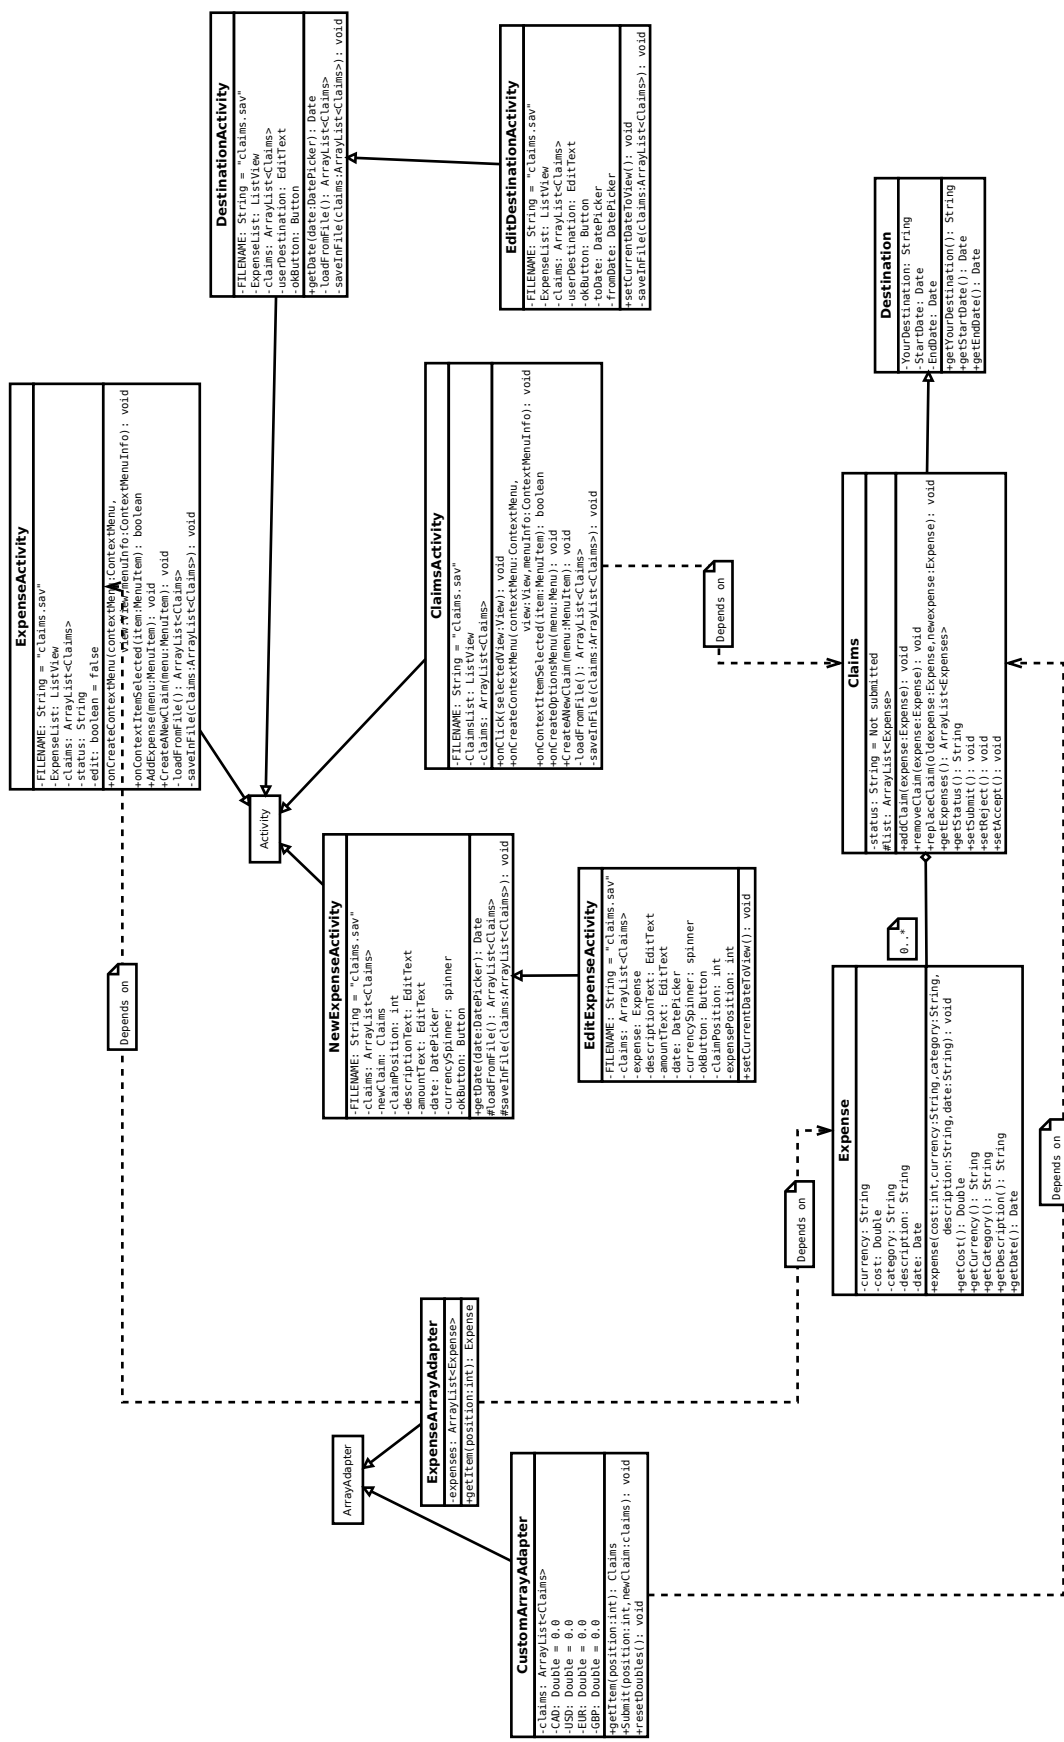 ExpenseActivity
-FILENAME: String = "claims.sav"
-ExpenseList: ListView
-claims: ArrayList<Claims>
-status: String
-edit: boolean = false
+onCreateContextMenu(contextMenu:ContextMenu,
view:View,menuInfo:ContextMenuInfo): void
+onContextItemSelected(item:MenuItem): boolean
+AddExpense(menu:MenuItem): void
+CreateANewClaim(menu:MenuItem): void
-loadFromFile(): ArrayList<Claims>
-saveInFile(claims:ArrayList<Claims>): void
DestinationActivity
-FILENAME: String = "claims.sav"
-ExpenseList: ListView
-claims: ArrayList<Claims>
-userDestination: EditText
-okButton: Button
+getDate(date:DatePicker): Date
-loadFromFile(): ArrayList<Claims>
-saveInFile(claims:ArrayList<Claims>): void
Activity
Depends on
NewExpenseActivity
-FILENAME: String = "claims.sav"
-claims: ArrayList<Claims>
-newClaim: Claims
-claimPosition: int
-descriptionText: EditText
-amountText: EditText
-date: DatePicker
-currencySpinner: spinner
-okButton: Button
+getDate(date:DatePicker): Date
#loadFromFile(): ArrayList<Claims>
#saveInFile(claims:ArrayList<Claims>): void
ClaimsActivity
-FILENAME: String = "claims.sav"
-ClaimsList: ListView
-claims: ArrayList<Claims>
+onClick(selectedView:View): void
+onCreateContextMenu(contextMenu:ContextMenu,
view:View,menuInfo:ContextMenuInfo): void
+onContextItemSelected(item:MenuItem): boolean
+onCreateOptionsMenu(menu:Menu): void
+CreateANewClaim(menu:MenuItem): void
-loadFromFile(): ArrayList<Claims>
-saveInFile(claims:ArrayList<Claims>): void
EditDestinationActivity
-FILENAME: String = "claims.sav"
-ExpenseList: ListView
-claims: ArrayList<Claims>
-userDestination: EditText
-okButton: Button
-toDate: DatePicker
-fromDate: DatePicker
+setCurrentDateToView(): void
-saveInFile(claims:ArrayList<Claims>): void
ArrayAdapter
ExpenseArrayAdapter
-expenses: ArrayList<Expense>
+getItem(position:int): Expense
CustomArrayAdapter
-claims: ArrayList<Claims>
-CAD: Double = 0.0
-USD: Double = 0.0
-EUR: Double = 0.0
-GBP: Double = 0.0
+getItem(position:int): Claims
+Submit(position:int,newClaim:claims): void
+resetDoubles(): void
EditExpenseActivity
-FILENAME: String = "claims.sav"
-claims: ArrayList<Claims>
-expense: Expense
-descriptionText: EditText
-amountText: EditText
-date: DatePicker
-currencySpinner: spinner
-okButton: Button
-claimPosition: int
-expensePosition: int
+setCurrentDateToView(): void
Depends on
Depends on
Expense
-currency: String
-cost: Double
-category: String
-description: String
-date: Date
+expense(cost:int,currency:String,category:String,
description:String,date:String): void
+getCost(): Double
+getCurrency(): String
+getCategory(): String
+getDescription(): String
+getDate(): Date
0..*
Claims
-status: String = Not submitted
#list: ArrayList<Expense>
+addClaim(expense:Expense): void
+removeClaim(expense:Expense): void
+replaceClaim(oldexpense:Expense,newexpense:Expense): void
+getExpenses(): ArrayList<Expenses>
+getStatus(): String
+setSubmit(): void
+setReject(): void
+setAccept(): void
Destination
-YourDestination: String
-StartDate: Date
-EndDate: Date
+getYourDestination(): String
+getStartDate(): Date
+getEndDate(): Date
Depends on